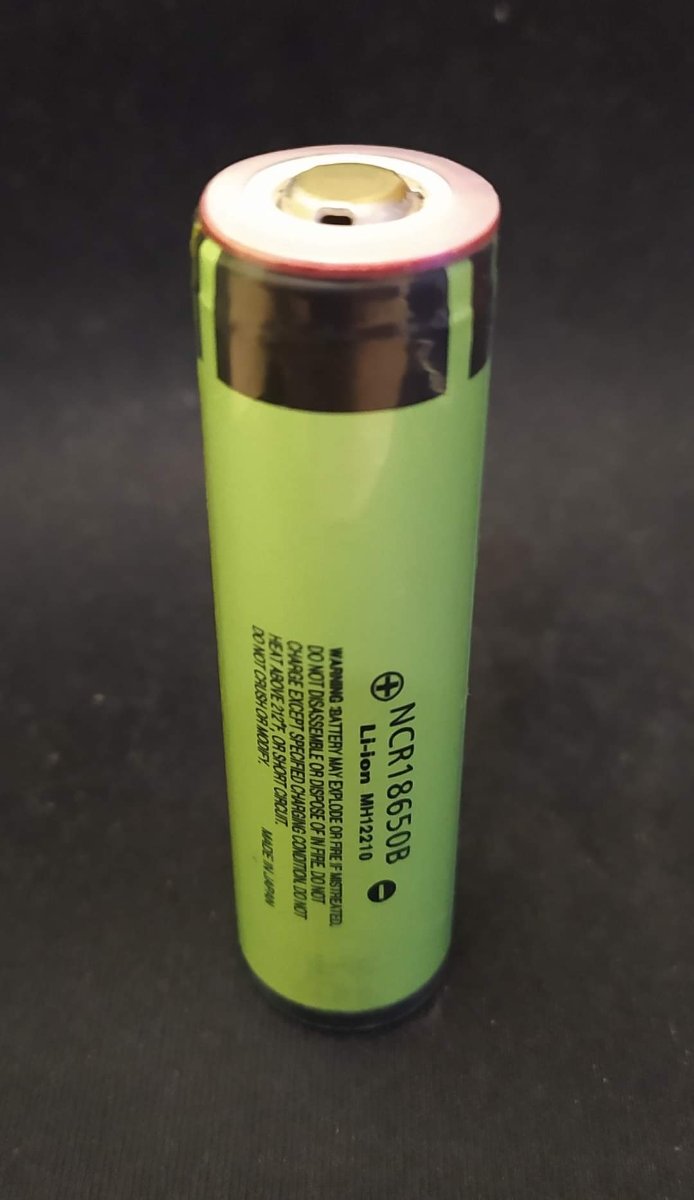 ⊕ NCR18650B ⊖
Li-ion MH12210
WARNING :BATTERY MAY EXPLODE OR FIRE IF MISTREATED.
DO NOT DISASSEMBLE OR DISPOSE OF IN FIRE. DO NOT
CHARGE EXCEPT SPECIFIED CHARGING CONDITION. DO NOT
HEAT ABOVE 212°F, OR SHORT CIRCUIT.
DO NOT CRUSH OR MODIFY. MADE IN JAPAN